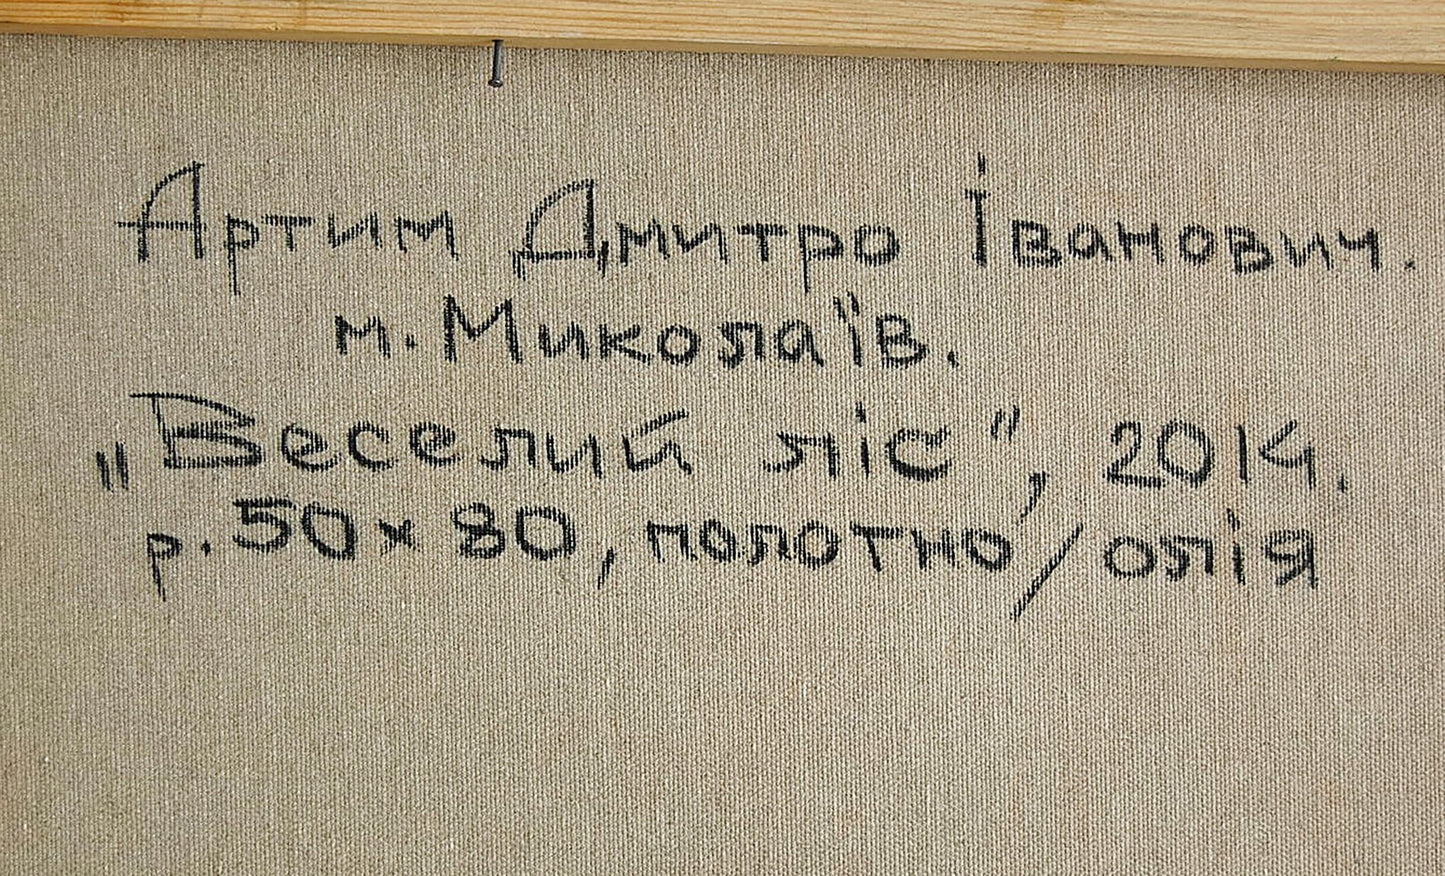 Артим Дмитро Іванович.
м. Миколаїв.
„Веселий ліс", 2014.
р. 50 x 80, полотно/олія